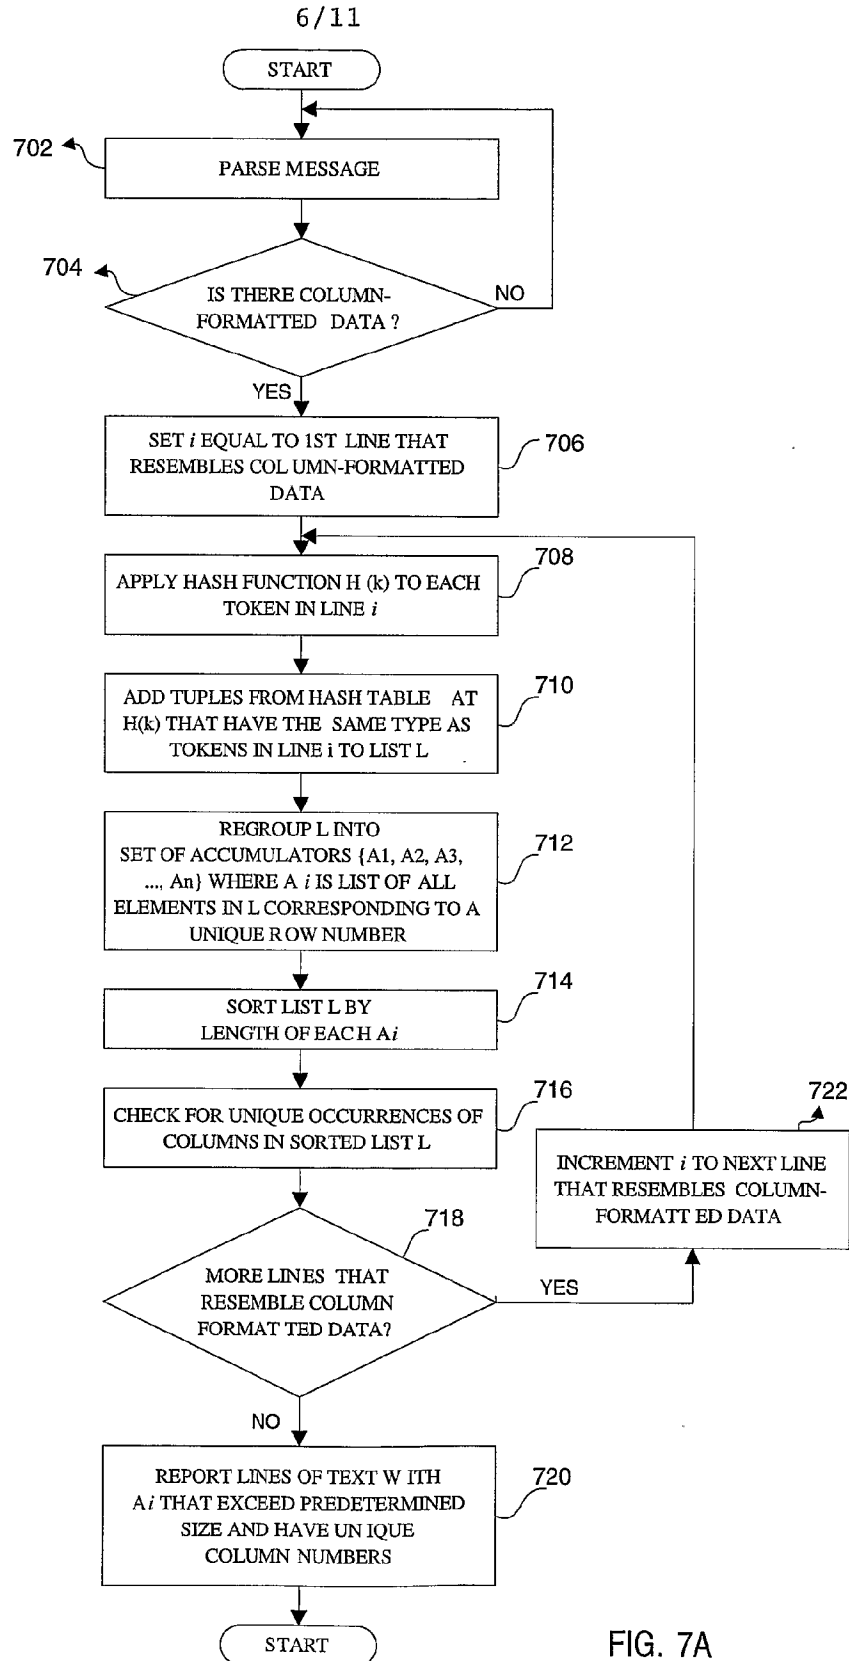 6/11
START
702
PARSE MESSAGE
704
IS THERE COLUMN-
FORMATTED DATA ?
NO
YES
SET i EQUAL TO 1ST LINE THAT
RESEMBLES COL UMN-FORMATTED
DATA
706
708
APPLY HASH FUNCTION H (k) TO EACH
TOKEN IN LINE i
710
ADD TUPLES FROM HASH TABLE AT
H(k) THAT HAVE THE SAME TYPE AS
TOKENS IN LINE i TO LIST L
REGROUP L INTO
SET OF ACCUMULATORS {A1, A2, A3,
..., An} WHERE A i IS LIST OF ALL
ELEMENTS IN L CORRESPONDING TO A
UNIQUE ROW NUMBER
712
714
SORT LIST L BY
LENGTH OF EACH Ai
716
CHECK FOR UNIQUE OCCURRENCES OF
COLUMNS IN SORTED LIST L
722
INCREMENT i TO NEXT LINE
THAT RESEMBLES COLUMN-
FORMATT ED DATA
718
MORE LINES THAT
RESEMBLE COLUMN
FORMAT TED DATA?
YES
NO
REPORT LINES OF TEXT W ITH
Ai THAT EXCEED PREDETERMINED
SIZE AND HAVE UN IQUE
COLUMN NUMBERS
720
START
FIG. 7A